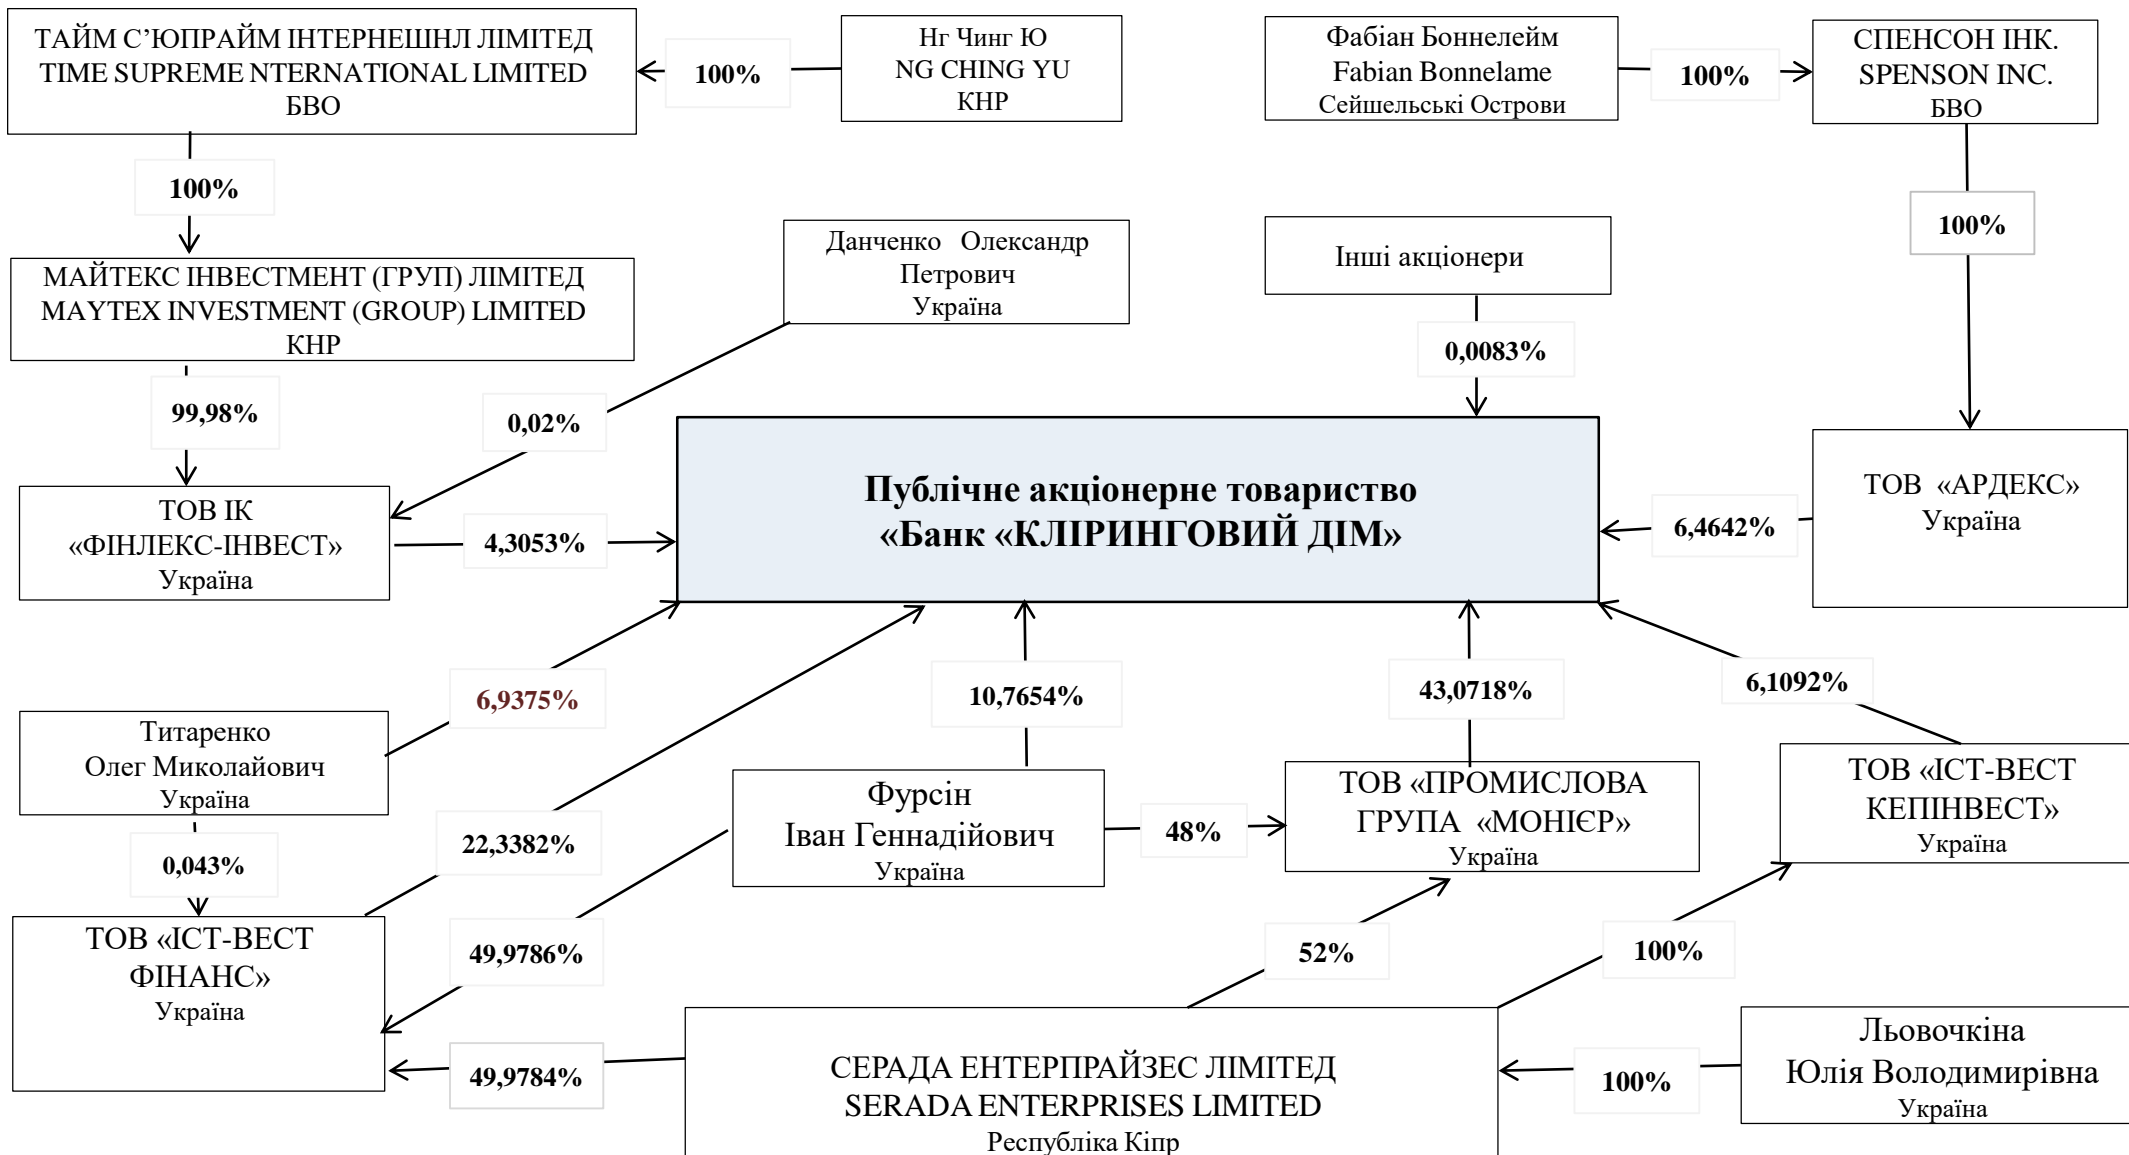 ТАЙМ С’ЮПРАЙМ ІНТЕРНЕШНЛ ЛІМІТЕД
TIME SUPREME NTERNATIONAL LIMITED
БВО
100%
Нг Чинг Ю
NG CHING YU
КНР
Фабіан Боннелейм
Fabian Bonnelame
Сейшельські Острови
100%
СПЕНСОН ІНК.
SPENSON INC.
БВО
100%
100%
МАЙТЕКС ІНВЕСТМЕНТ (ГРУП) ЛІМІТЕД
MAYTEX INVESTMENT (GROUP) LIMITED
КНР
Данченко Олександр
Петрович
Україна
Інші акціонери
0,0083%
99,98%
0,02%
ТОВ ІК
«ФІНЛЕКС-ІНВЕСТ»
Україна
4,3053%
Публічне акціонерне товариство
«Банк «КЛІРИНГОВИЙ ДІМ»
6,4642%
ТОВ «АРДЕКС»
Україна
6,9375%
10,7654%
43,0718%
6,1092%
Титаренко
Олег Миколайович
Україна
0,043%
22,3382%
Фурсін
Іван Геннадійович
Україна
48%
ТОВ «ПРОМИСЛОВА
ГРУПА «МОНІЄР»
Україна
ТОВ «ІСТ-ВЕСТ
КЕПІНВЕСТ»
Україна
ТОВ «ІСТ-ВЕСТ
ФІНАНС»
Україна
49,9786%
52%
100%
49,9784%
СЕРАДА ЕНТЕРПРАЙЗЕС ЛІМІТЕД
SERADA ENTERPRISES LIMITED
Республіка Кіпр
100%
Льовочкіна
Юлія Володимирівна
Україна